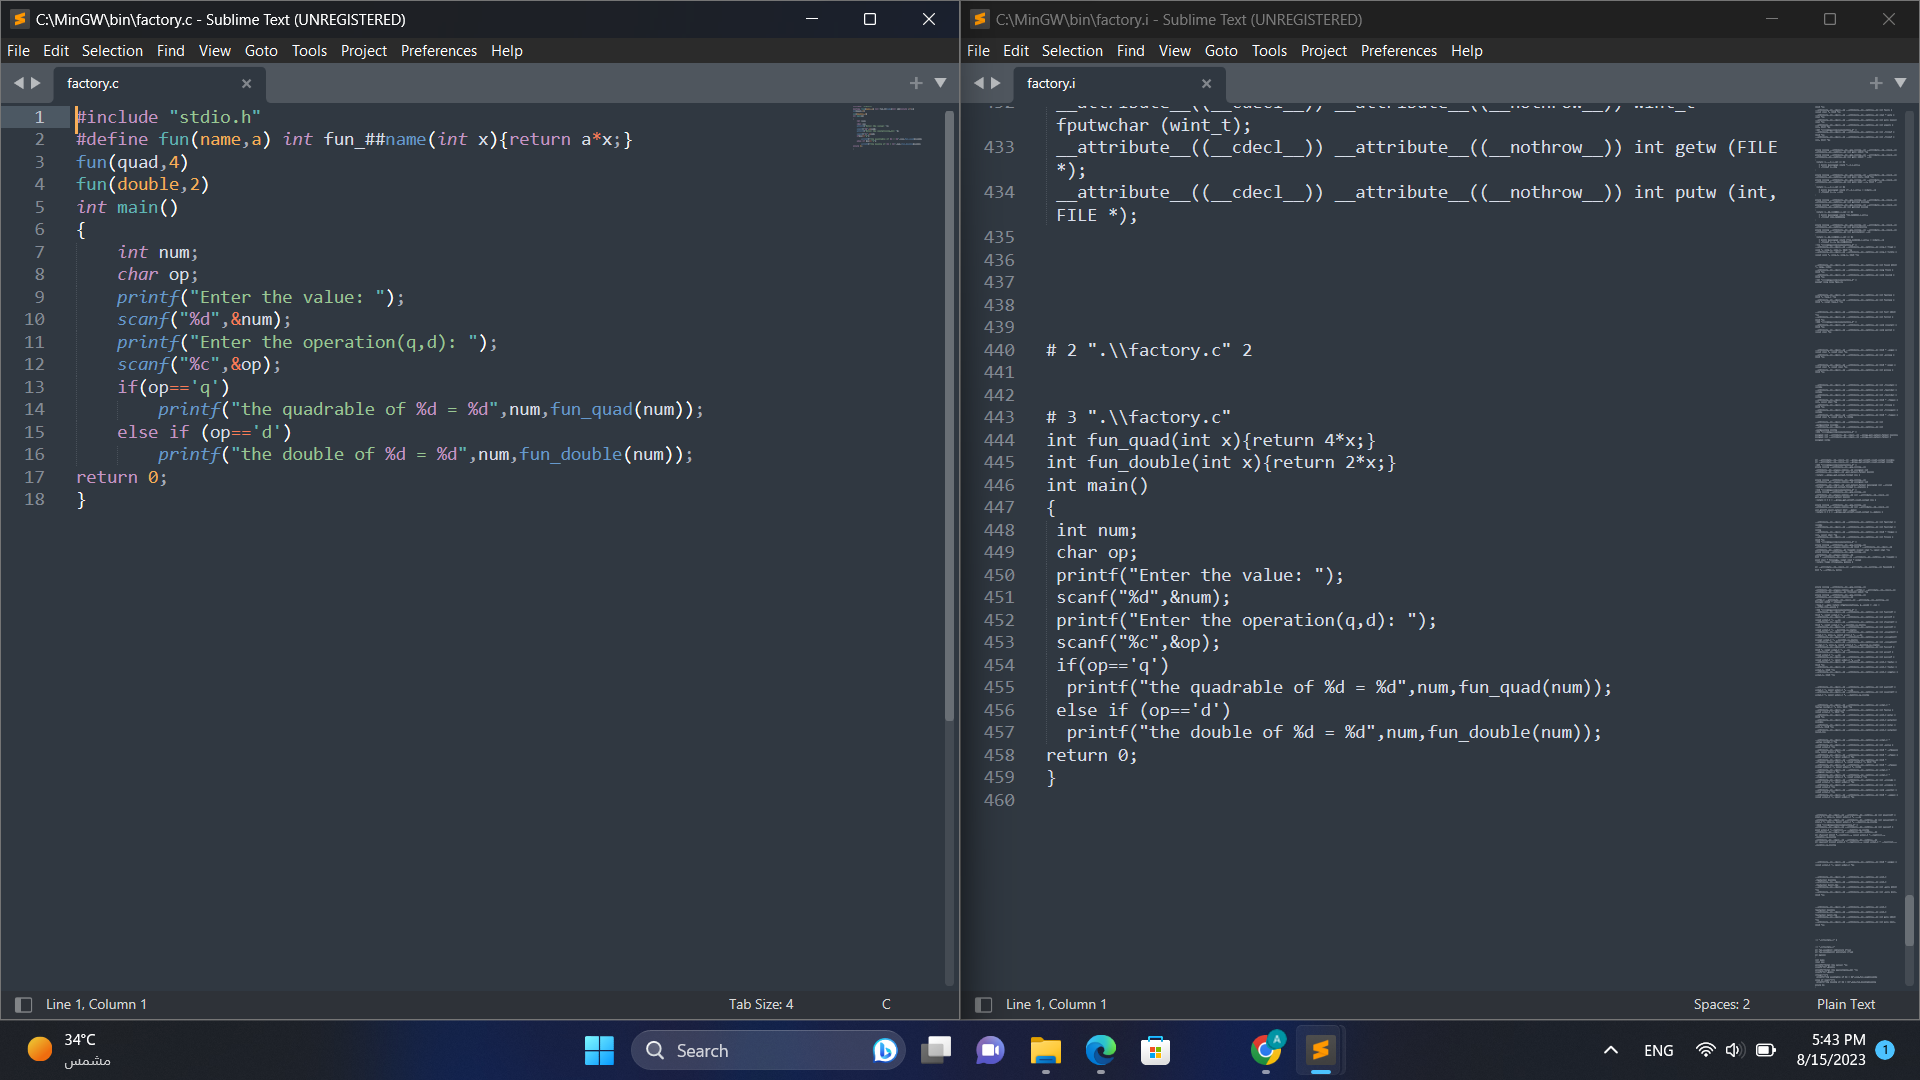 C:\MinGW\bin\factory.c - Sublime Text (UNREGISTERED)
File Edit Selection Find View Goto Tools Project Preferences Help
factory.c
1 #include "stdio.h"
2 #define fun(name,a) int fun_##name(int x){return a*x;}
3 fun(quad,4)
4 fun(double,2)
5 int main()
6 {
7 int num;
8 char op;
9 printf("Enter the value: ");
10 scanf("%d",&num);
11 printf("Enter the operation(q,d): ");
12 scanf("%c",&op);
13 if(op=='q')
14 printf("the quadrable of %d = %d",num,fun_quad(num));
15 else if (op=='d')
16 printf("the double of %d = %d",num,fun_double(num));
17 return 0;
18 }
Line 1, Column 1
Tab Size: 4
C
C:\MinGW\bin\factory.i - Sublime Text (UNREGISTERED)
File Edit Selection Find View Goto Tools Project Preferences Help
factory.i
432 __attribute__((__cdecl__)) __attribute__((__nothrow__)) wint_t
fputwchar (wint_t);
433 __attribute__((__cdecl__)) __attribute__((__nothrow__)) int getw (FILE
*);
434 __attribute__((__cdecl__)) __attribute__((__nothrow__)) int putw (int,
FILE *);
435
436
437
438
439
440 # 2 ".\\factory.c" 2
441
442
443 # 3 ".\\factory.c"
444 int fun_quad(int x){return 4*x;}
445 int fun_double(int x){return 2*x;}
446 int main()
447 {
448 int num;
449 char op;
450 printf("Enter the value: ");
451 scanf("%d",&num);
452 printf("Enter the operation(q,d): ");
453 scanf("%c",&op);
454 if(op=='q')
455 printf("the quadrable of %d = %d",num,fun_quad(num));
456 else if (op=='d')
457 printf("the double of %d = %d",num,fun_double(num));
458 return 0;
459 }
460
Line 1, Column 1
Spaces: 2
Plain Text
34°C
مشمس
Search
A
ENG
5:43 PM
8/15/2023
1